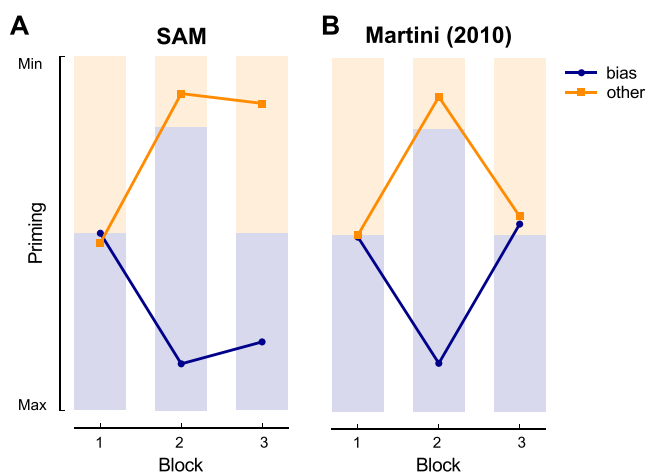 A
SAM
B
Martini (2010)
bias
other
Min
Priming
Max
1 2 3
Block
1 2 3
Block